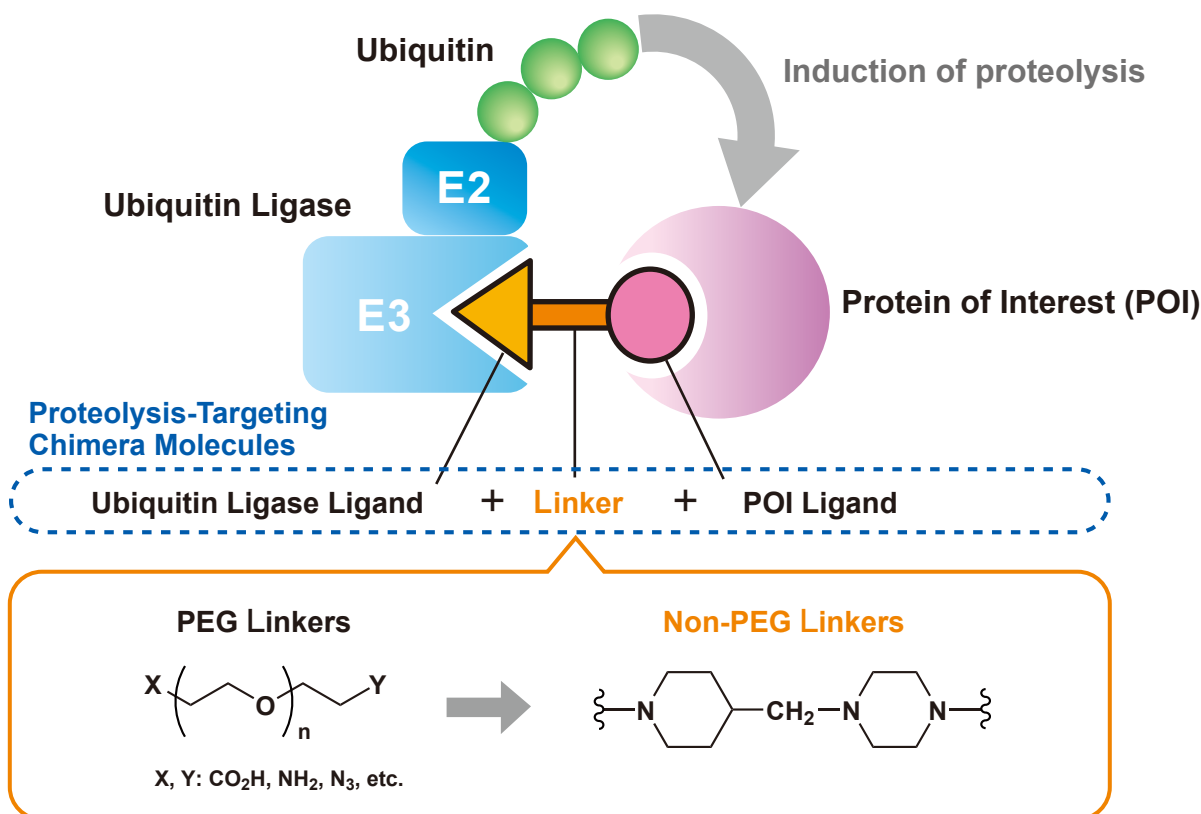 Ubiquitin
Induction of proteolysis
E2
Ubiquitin Ligase
E3
Protein of Interest (POI)
Proteolysis-Targeting
Chimera Molecules
Ubiquitin Ligase Ligand + Linker + POI Ligand
PEG Linkers
Non-PEG Linkers
X ( O ) n Y
N CH₂ N N
X, Y: CO₂H, NH₂, N₃, etc.